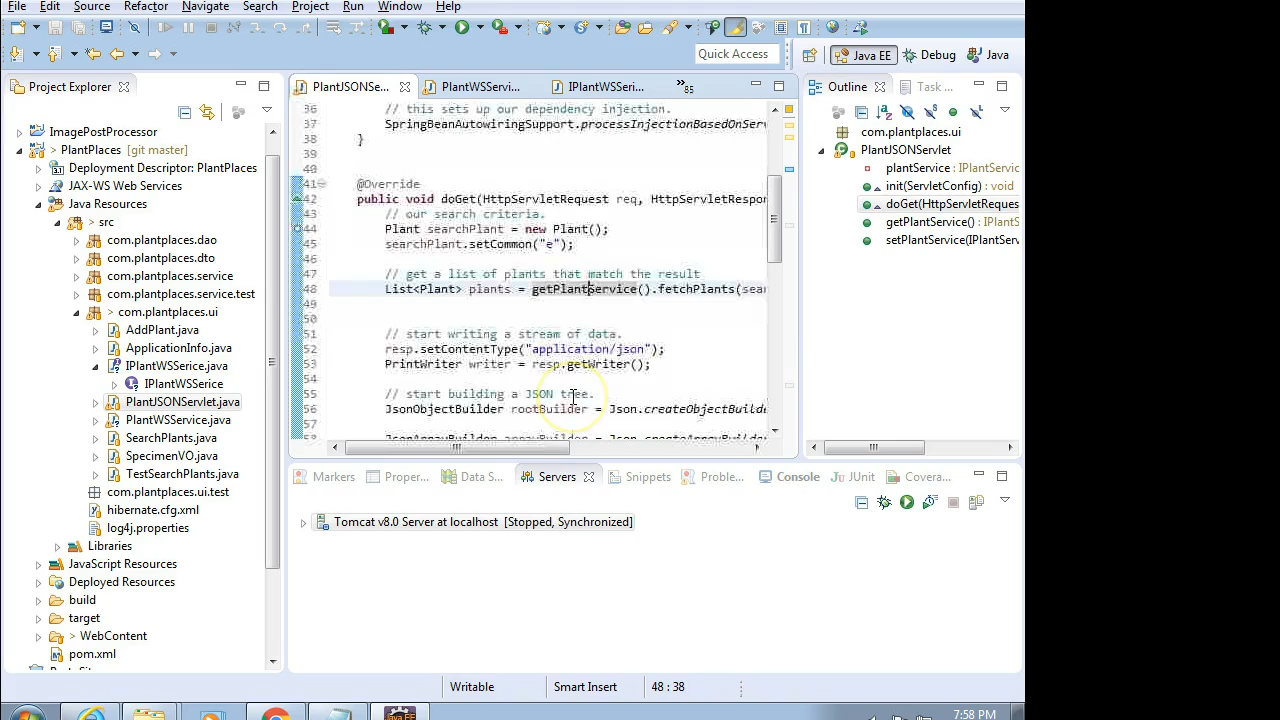 File Edit Source Refactor Navigate Search Project Run Window Help
Quick Access
Java EE
Debug
Java
Project Explorer
ImagePostProcessor
PlantPlaces [git master]
Deployment Descriptor: PlantPlaces
JAX-WS Web Services
Java Resources
> src
com.plantplaces.dao
com.plantplaces.dto
com.plantplaces.service
com.plantplaces.service.test
> com.plantplaces.ui
AddPlant.java
ApplicationInfo.java
IPlantWSSerice.java
IPlantWSSerice
PlantJSONServlet.java
PlantWSService.java
SearchPlants.java
SpecimenVO.java
TestSearchPlants.java
com.plantplaces.ui.test
hibernate.cfg.xml
log4j.properties
Libraries
JavaScript Resources
Deployed Resources
build
target
> WebContent
pom.xml
PlantJSONSe...
PlantWSServi...
IPlantWSSeri...
»85
36 // this sets up our dependency injection.
37 SpringBeanAutowiringSupport.processInjectionBasedOnServ
38 }
39
40
41 @Override
42 public void doGet(HttpServletRequest req, HttpServletRespon
43 // our search criteria.
44 Plant searchPlant = new Plant();
45 searchPlant.setCommon("e");
46
47 // get a list of plants that match the result
48 List<Plant> plants = getPlantService().fetchPlants(sear
49
50
51 // start writing a stream of data.
52 resp.setContentType("application/json");
53 PrintWriter writer = resp.getWriter();
54
55 // start building a JSON tree.
56 JsonObjectBuilder rootBuilder = Json.createObjectBuilde
57
58 JsonArrayBuilder arrayBuilder = Json.createArrayBuilde
Outline
Task ...
com.plantplaces.ui
PlantJSONServlet
plantService : IPlantServic
init(ServletConfig) : void
doGet(HttpServletReques
getPlantService() : IPlantS
setPlantService(IPlantServ
Markers
Proper...
Data S...
Servers
Snippets
Proble...
Console
JUnit
Covera...
Tomcat v8.0 Server at localhost [Stopped, Synchronized]
Writable
Smart Insert
48 : 38
7:58 PM